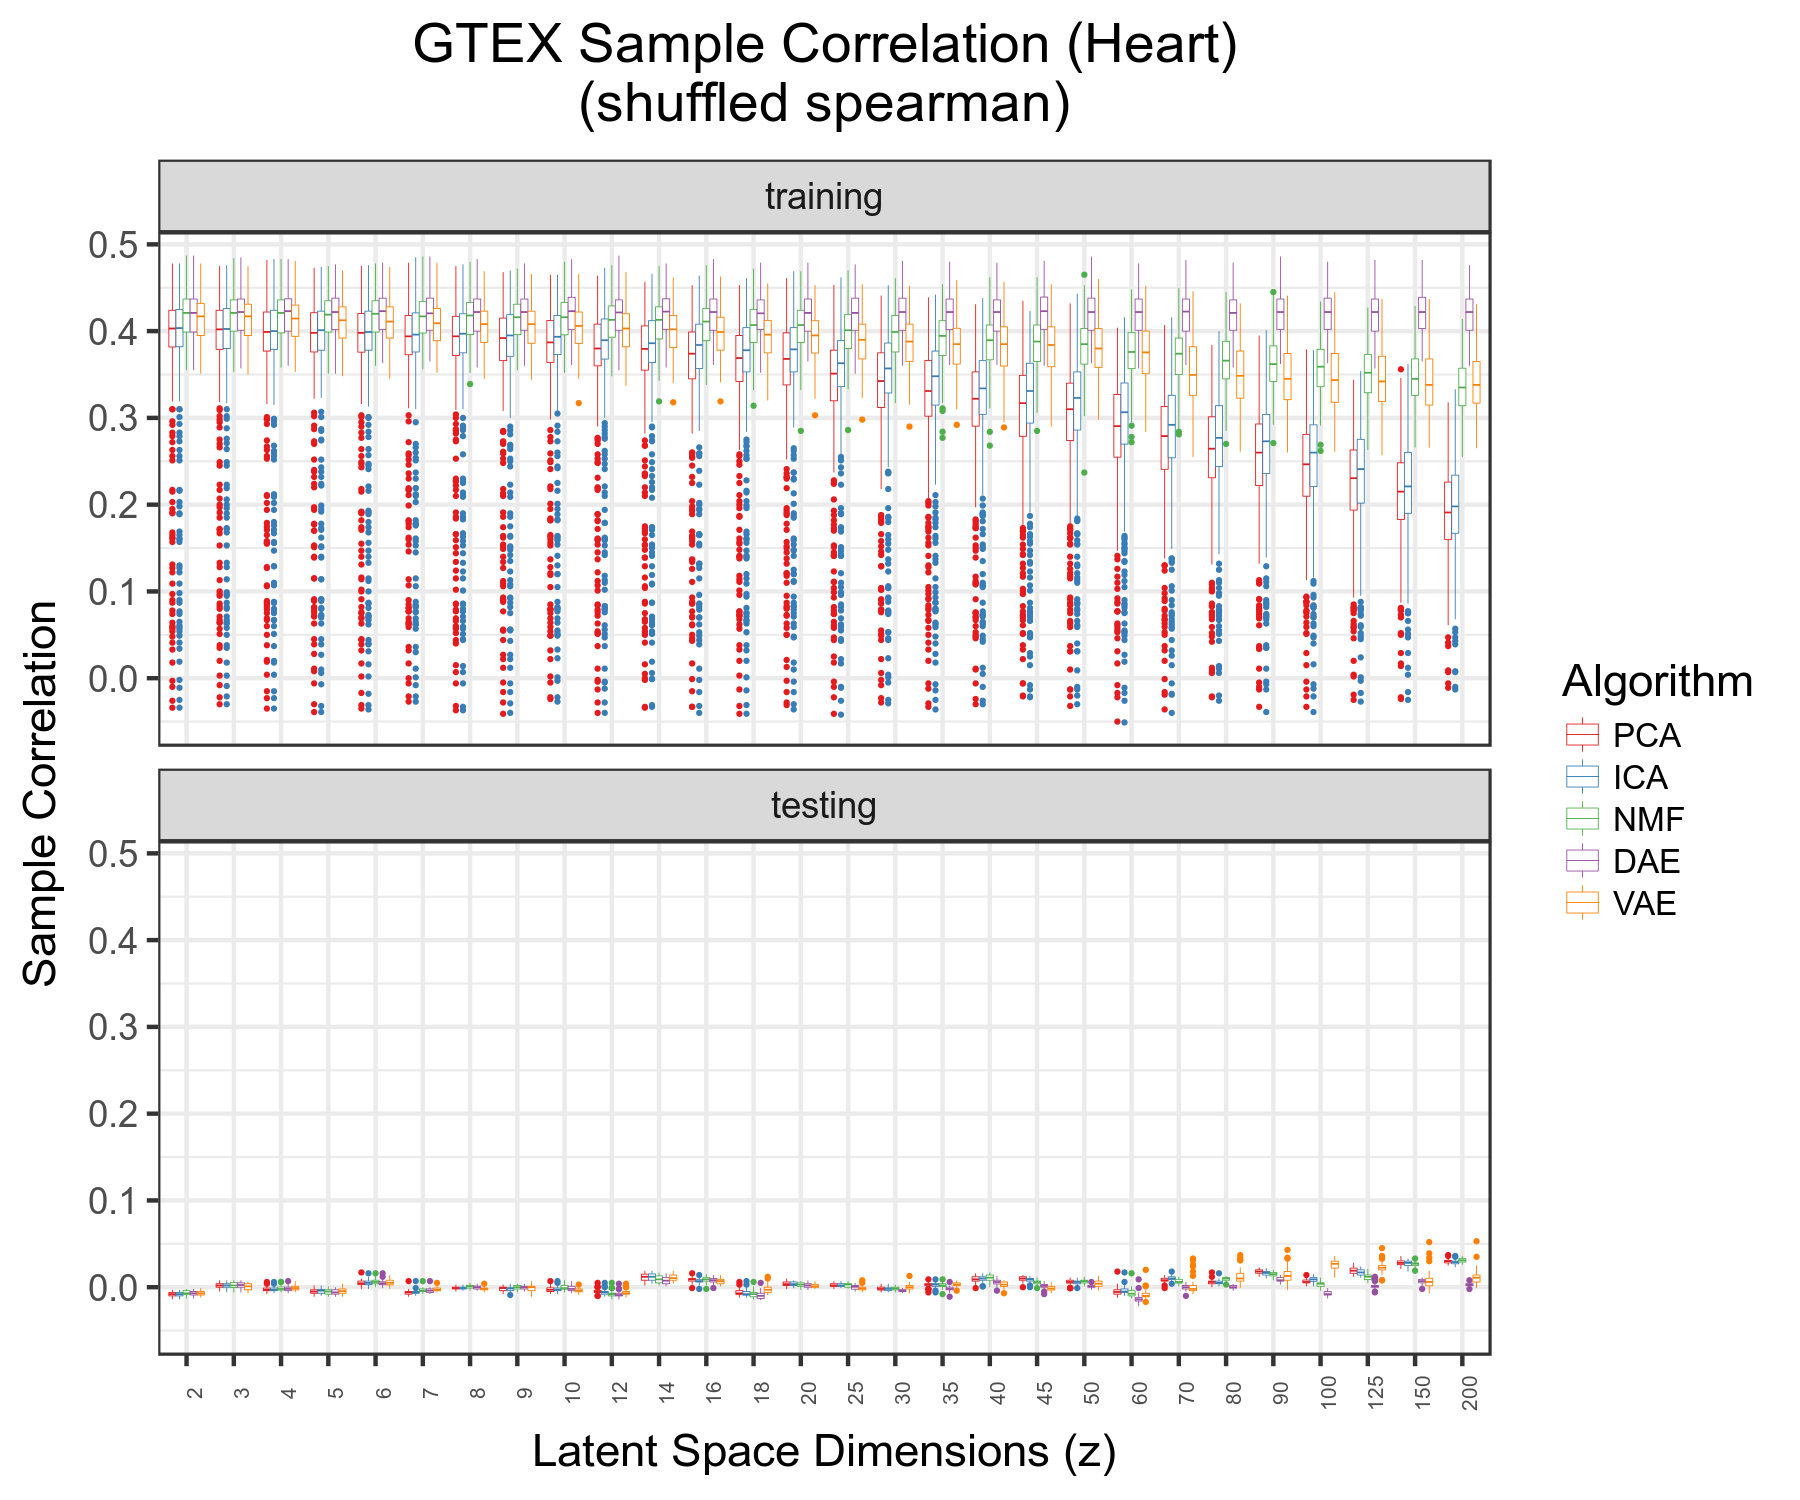 GTEX Sample Correlation (Heart)
(shuffled spearman)
training
0.5
0.4
0.3
0.2
0.1
0.0
testing
0.5
0.4
0.3
0.2
0.1
0.0
Sample Correlation
2 3 4 5 6 7 8 9 10 12 14 16 18 20 25 30 35 40 45 50 60 70 80 90 100 125 150 200
Latent Space Dimensions (z)
Algorithm
PCA
ICA
NMF
DAE
VAE